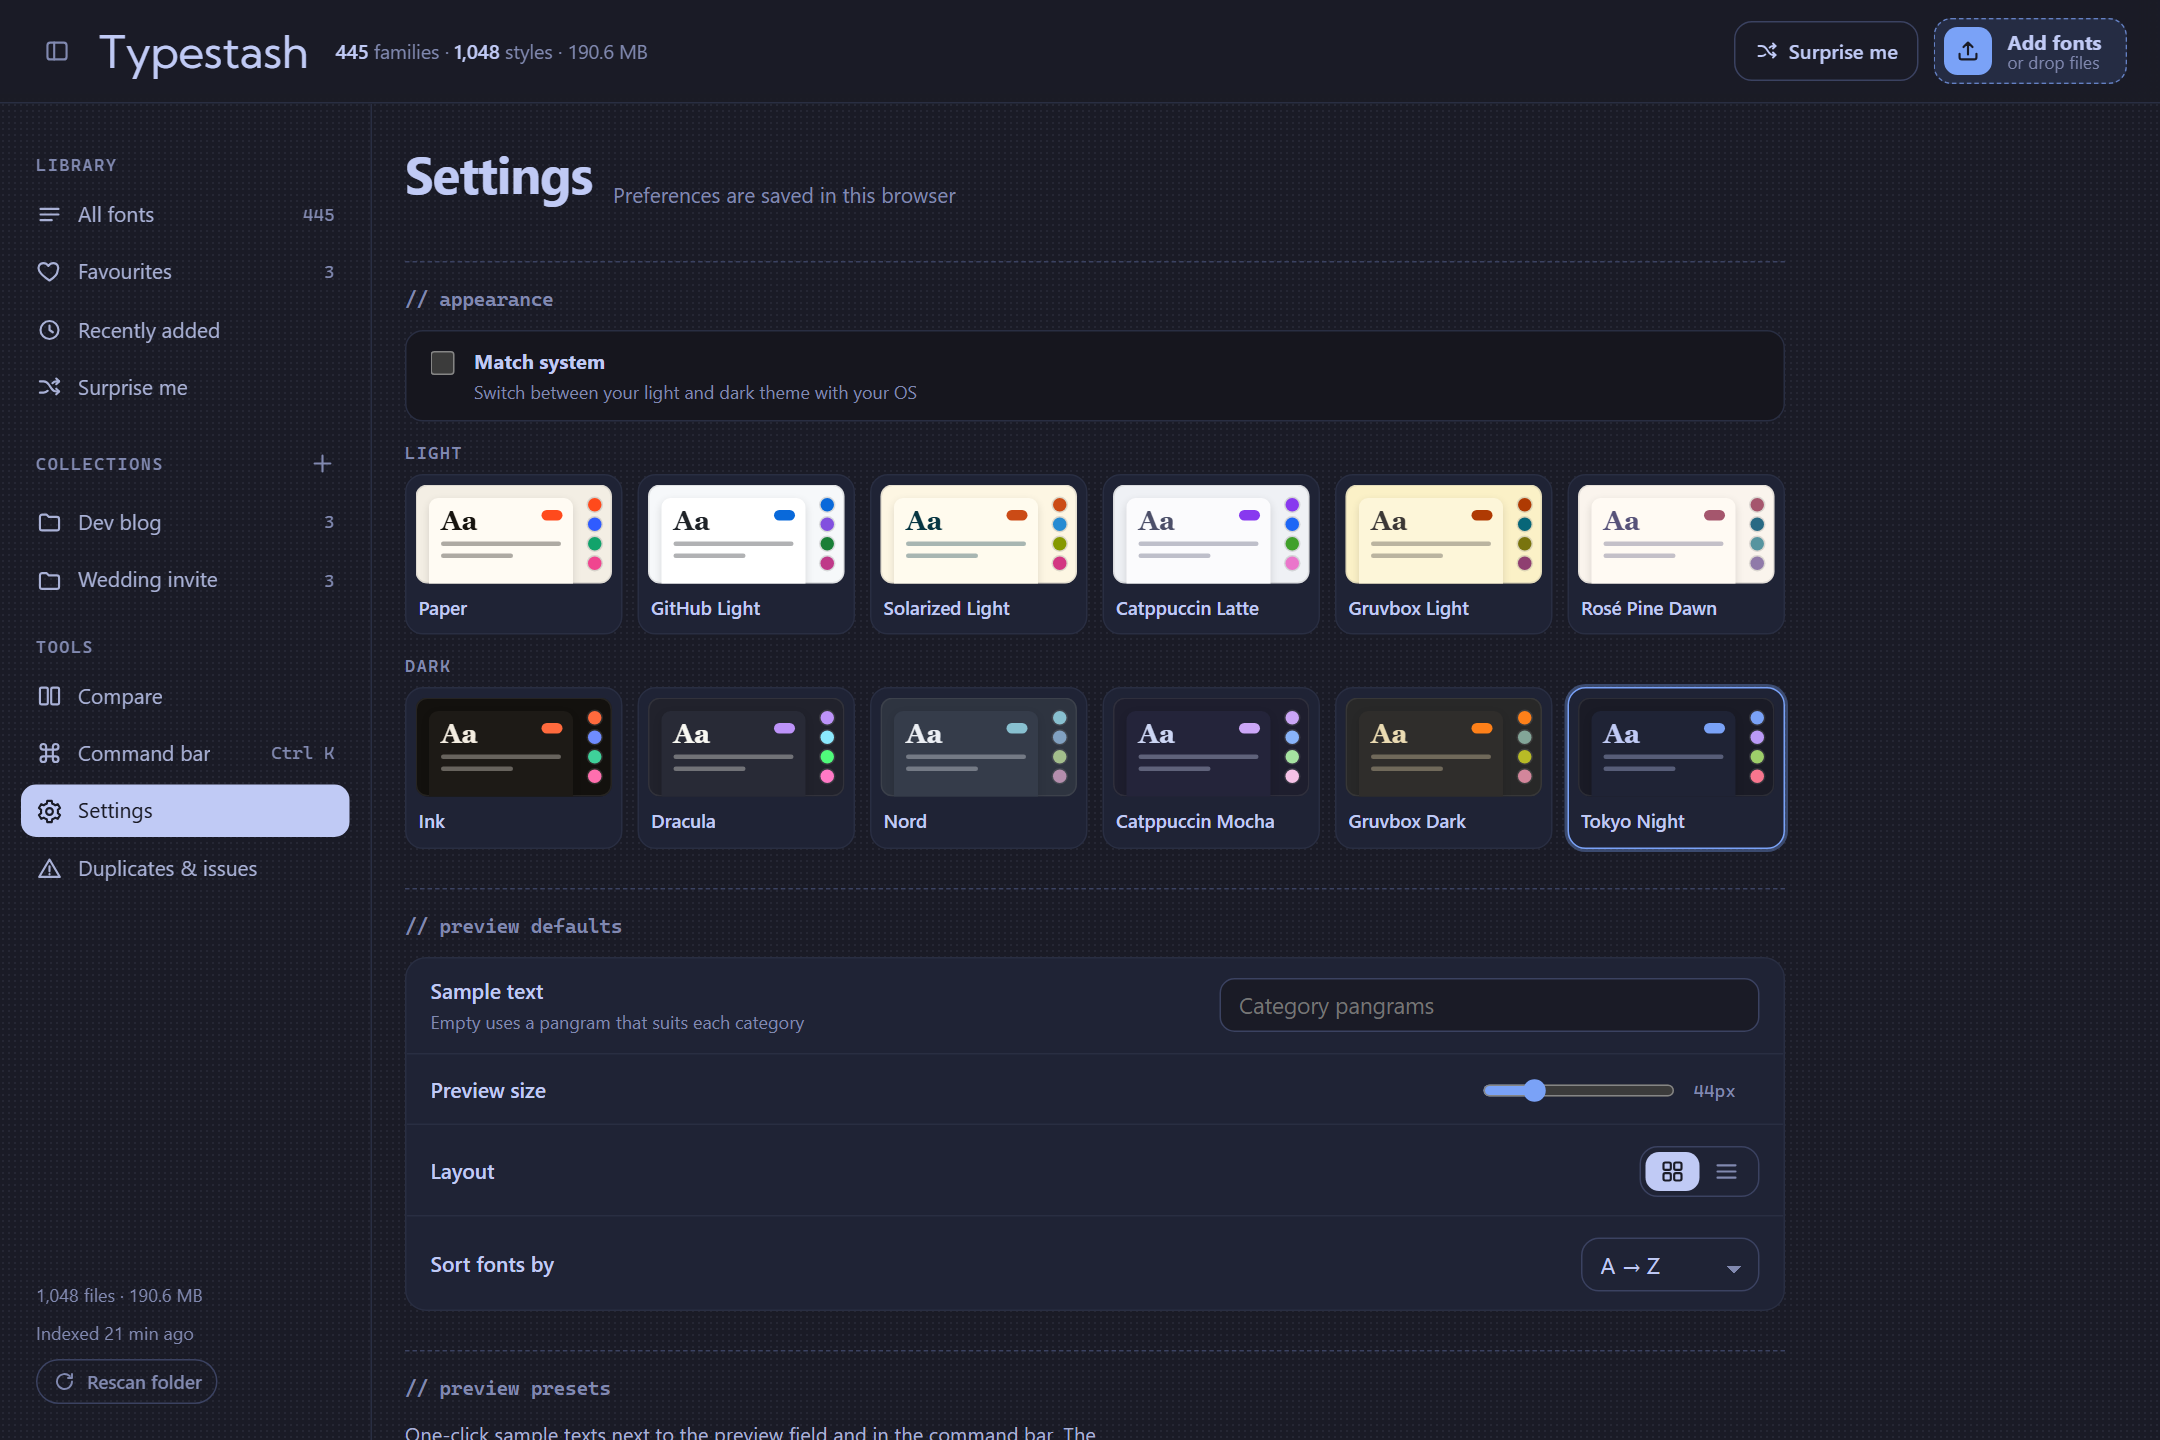 Typestash
445 families · 1,048 styles · 190.6 MB
Surprise me
Add fonts
or drop files
LIBRARY
All fonts 445
Favourites 3
Recently added
Surprise me
COLLECTIONS
Dev blog 3
Wedding invite 3
TOOLS
Compare
Command bar Ctrl K
Settings
Duplicates & issues
1,048 files · 190.6 MB
Indexed 21 min ago
Rescan folder
Settings
Preferences are saved in this browser
// appearance
Match system
Switch between your light and dark theme with your OS
LIGHT
Aa Aa Aa Aa Aa Aa
Paper GitHub Light Solarized Light Catppuccin Latte Gruvbox Light Rosé Pine Dawn
DARK
Aa Aa Aa Aa Aa Aa
Ink Dracula Nord Catppuccin Mocha Gruvbox Dark Tokyo Night
// preview defaults
Sample text
Empty uses a pangram that suits each category
Category pangrams
Preview size 44px
Layout
Sort fonts by A → Z
// preview presets
One-click sample texts next to the preview field and in the command bar. The